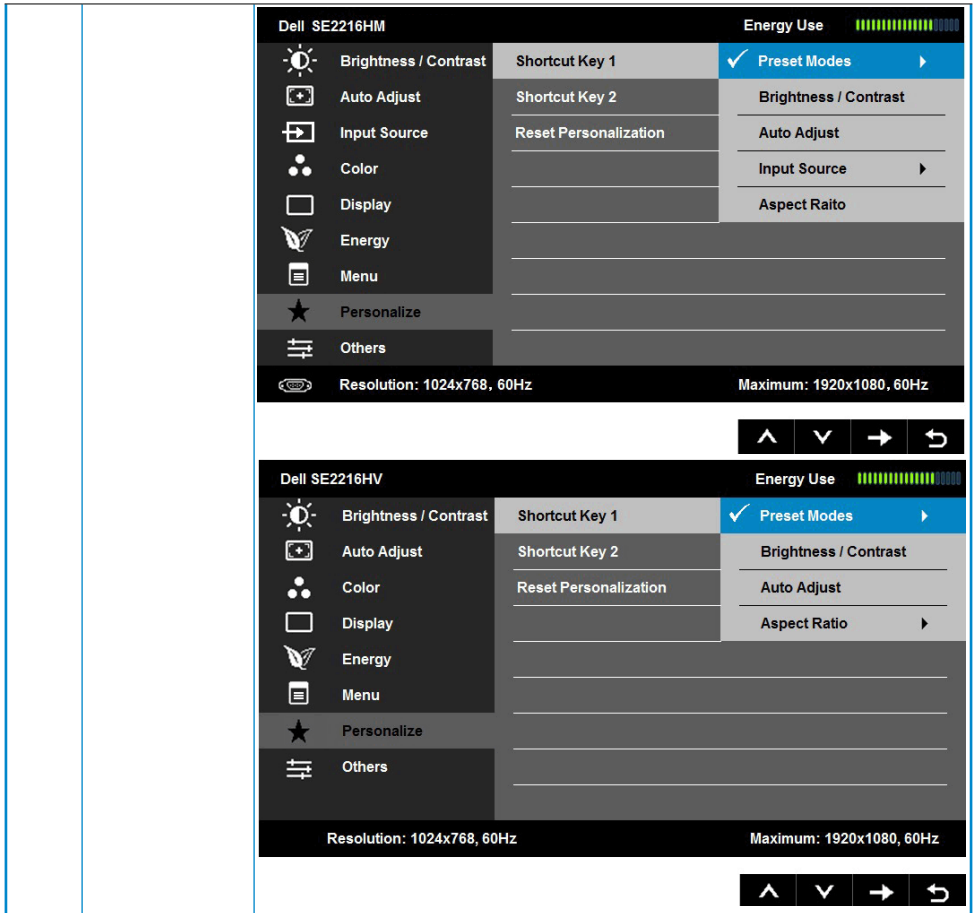 Dell SE2216HM Energy Use
Brightness / Contrast Shortcut Key 1 Preset Modes
Auto Adjust Shortcut Key 2 Brightness / Contrast
Input Source Reset Personalization Auto Adjust
Color Input Source
Display Aspect Raito
Energy
Menu
Personalize
Others
Resolution: 1024x768, 60Hz Maximum: 1920x1080, 60Hz
Dell SE2216HV Energy Use
Brightness / Contrast Shortcut Key 1 Preset Modes
Auto Adjust Shortcut Key 2 Brightness / Contrast
Color Reset Personalization Auto Adjust
Display Aspect Ratio
Energy
Menu
Personalize
Others
Resolution: 1024x768, 60Hz Maximum: 1920x1080, 60Hz